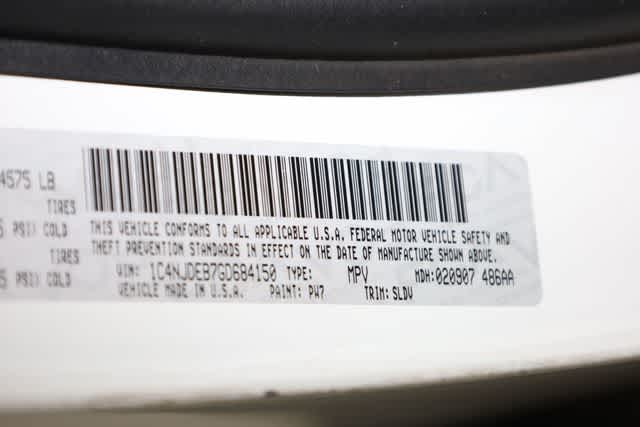 4575 LB
TIRES
PSI) COLD
TIRES
PSI) COLD
THIS VEHICLE CONFORMS TO ALL APPLICABLE U.S.A. FEDERAL MOTOR VEHICLE SAFETY AND
THEFT PREVENTION STANDARDS IN EFFECT ON THE DATE OF MANUFACTURE SHOWN ABOVE.
VIN: 1C4NJDEB7GD684150 TYPE: MPV MDH:020907 486AA
VEHICLE MADE IN U.S.A. PAINT: PW7 TRIM: SLDV